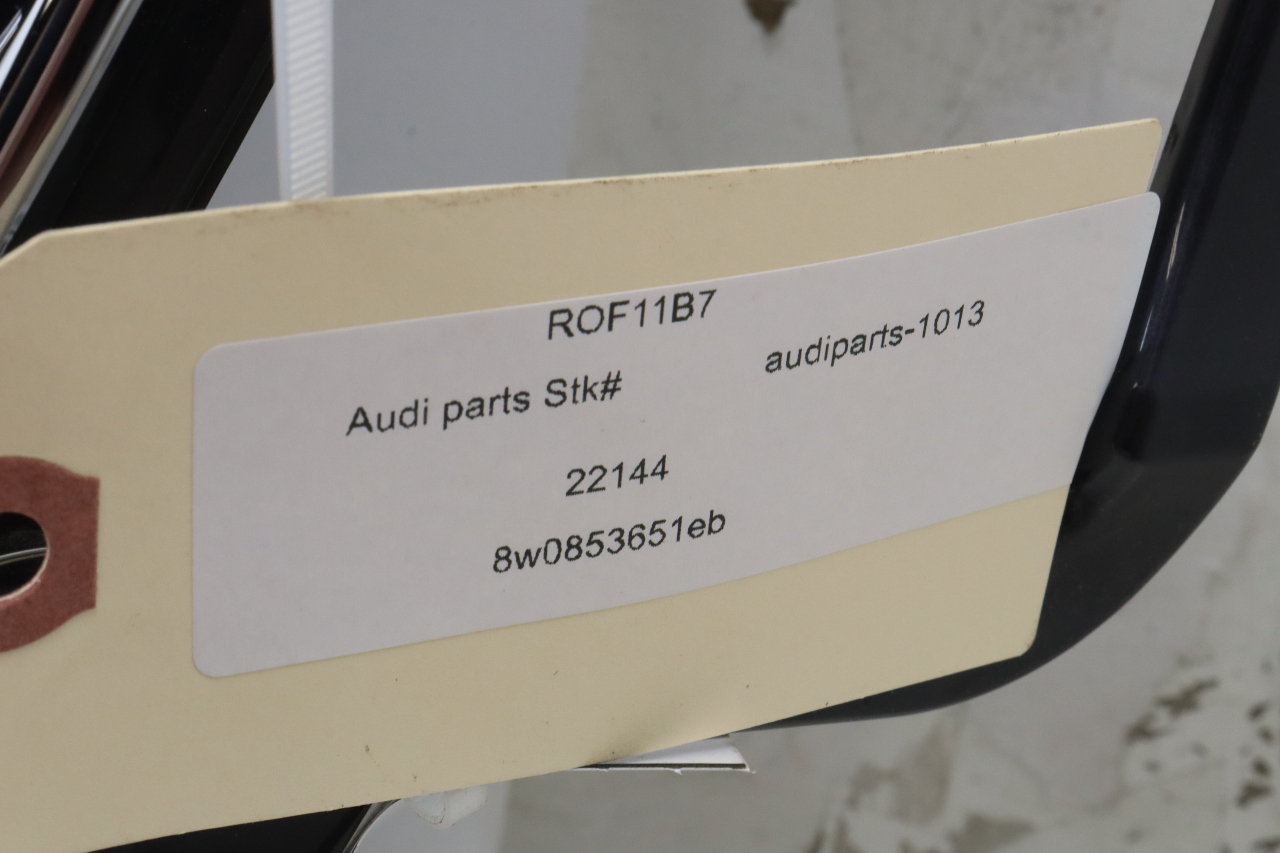 ROF11B7
Audi parts Stk# audiparts-1013
22144
8w0853651eb